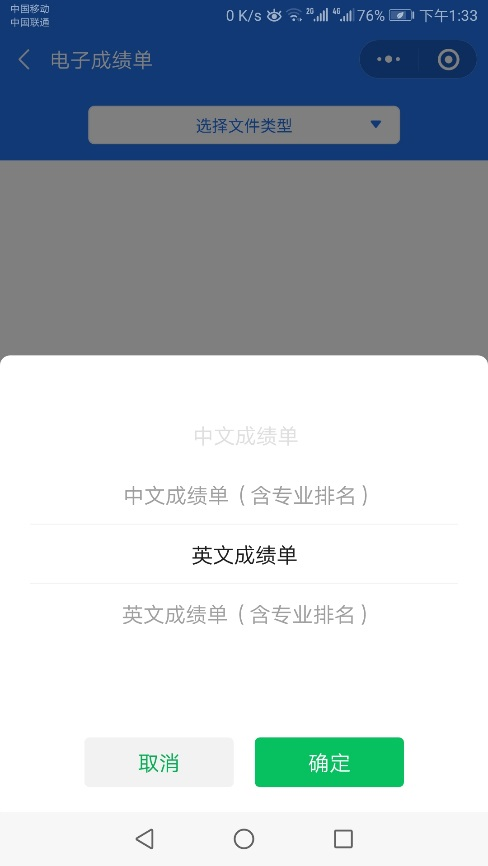 中国移动
中国联通
0 K/s 2G 4G 76% 下午1:33
电子成绩单
选择文件类型
中文成绩单
中文成绩单（含专业排名）
英文成绩单
英文成绩单（含专业排名）
取消 确定